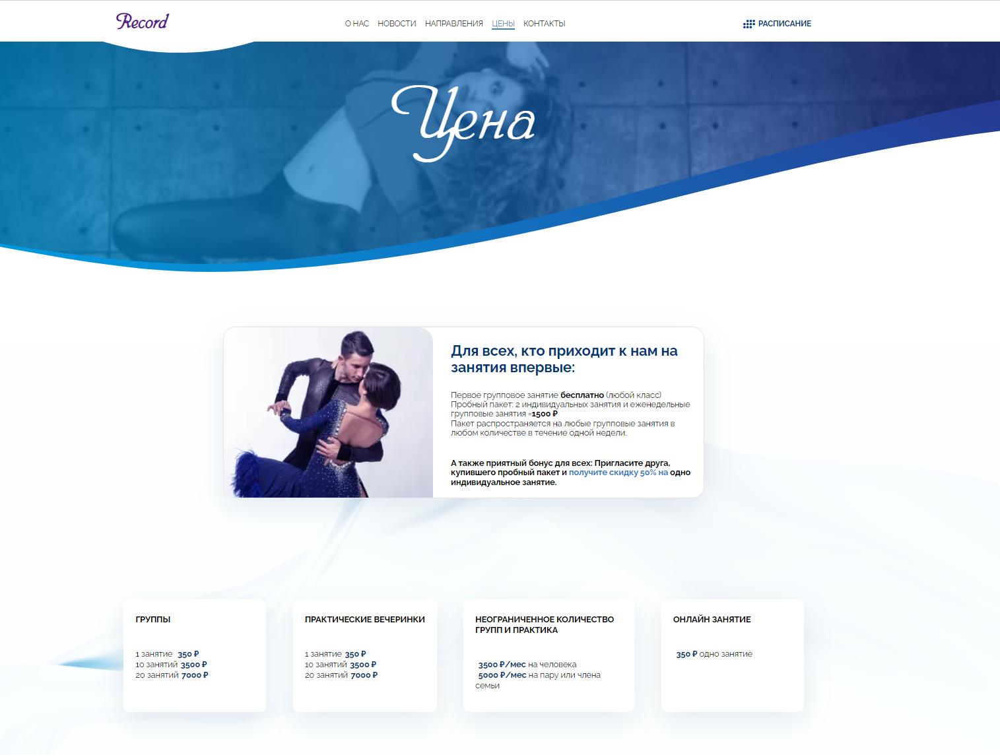 Record
О НАС НОВОСТИ НАПРАВЛЕНИЯ ЦЕНЫ КОНТАКТЫ
РАСПИСАНИЕ
Цена
Для всех, кто приходит к нам на
занятия впервые:
Первое групповое занятие бесплатно (любой класс)
Пробный пакет: 2 индивидуальных занятия и еженедельные
групповые занятия =1500 ₽
Пакет распространяется на любые групповые занятия в
любом количестве в течение одной недели.
А также приятный бонус для всех: Пригласите друга,
купившего пробный пакет и получите скидку 50% на одно
индивидуальное занятие.
ГРУППЫ
1 занятие 350 ₽
10 занятий 3500 ₽
20 занятий 7000 ₽
ПРАКТИЧЕСКИЕ ВЕЧЕРИНКИ
1 занятие 350 ₽
10 занятий 3500 ₽
20 занятий 7000 ₽
НЕОГРАНИЧЕННОЕ КОЛИЧЕСТВО
ГРУПП И ПРАКТИКА
3500 ₽/мес на человека
5000 ₽/мес на пару или члена
семьи
ОНЛАЙН ЗАНЯТИЕ
350 ₽ одно занятие